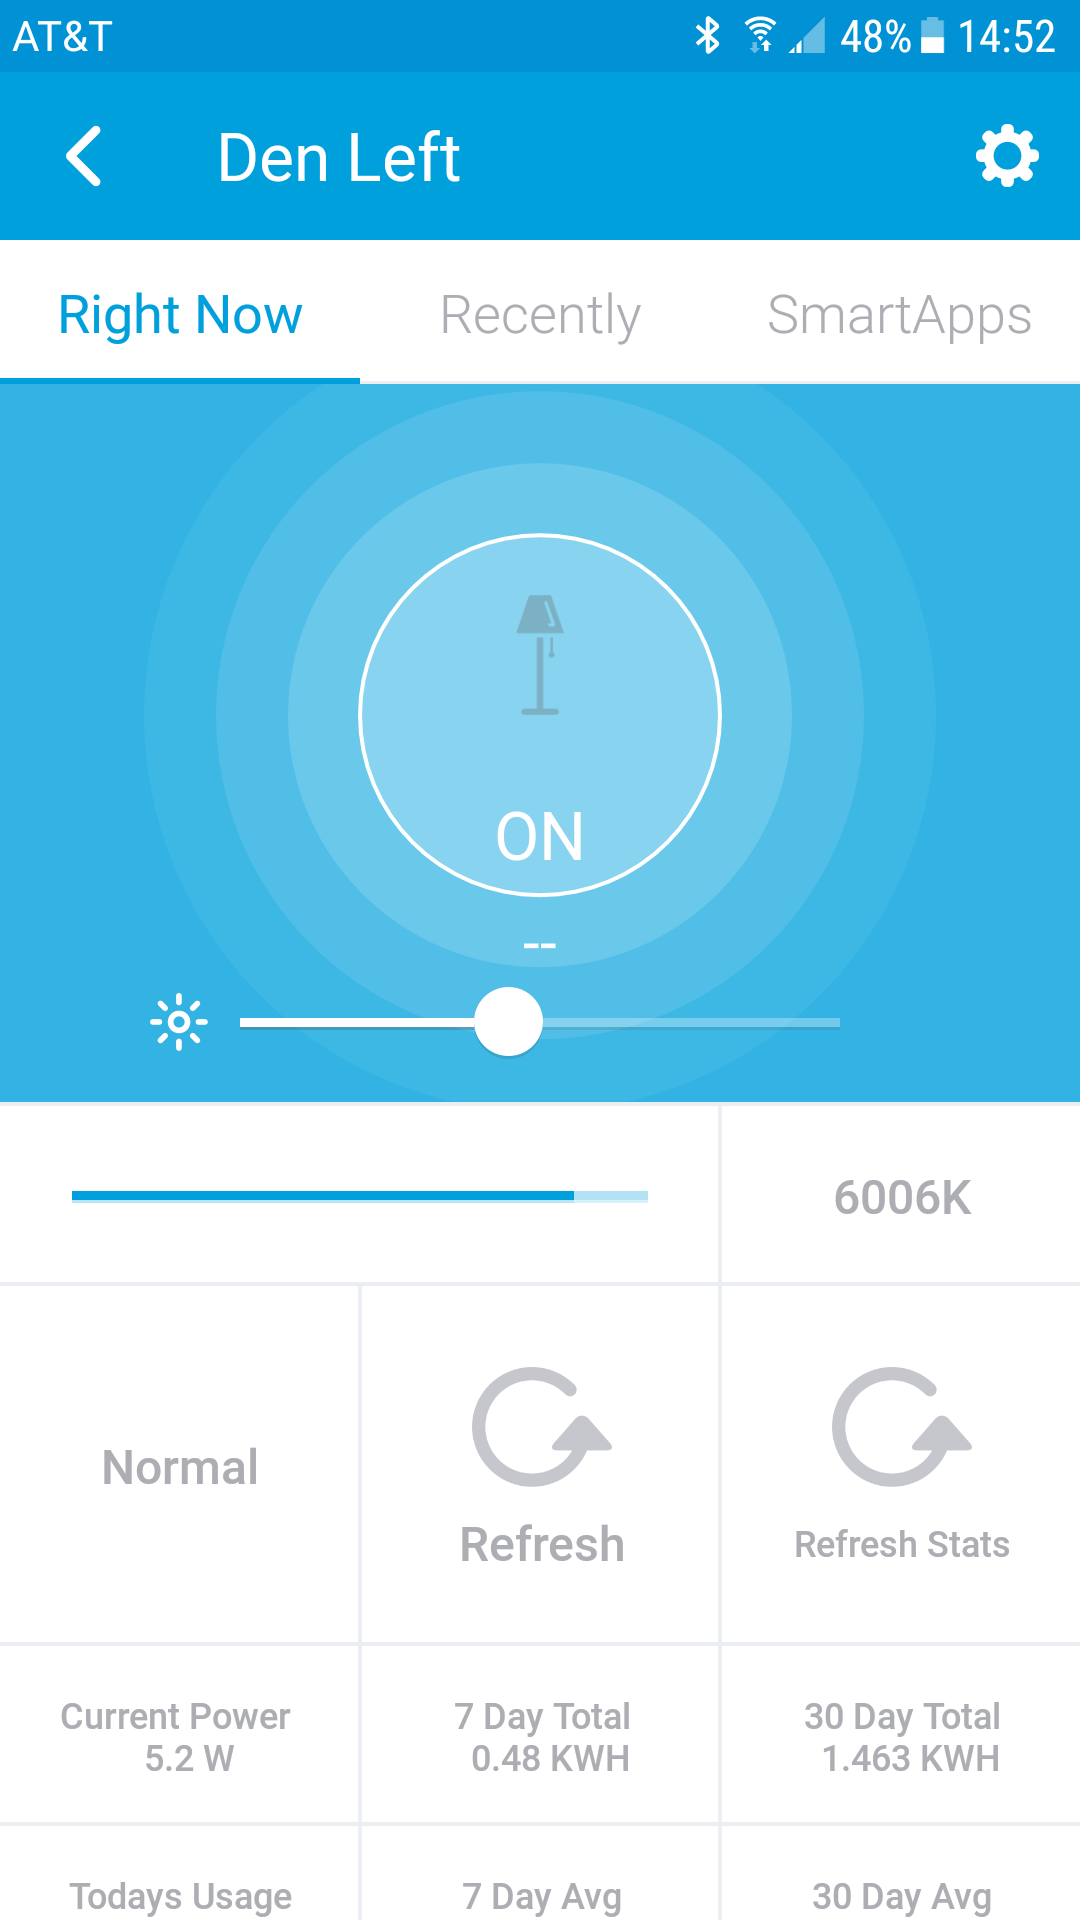 AT&T 48% 14:52
Den Left
Right Now Recently SmartApps
ON
--
6006K
Normal
Refresh
Refresh Stats
Current Power
5.2 W
7 Day Total
0.48 KWH
30 Day Total
1.463 KWH
Todays Usage
7 Day Avg
30 Day Avg